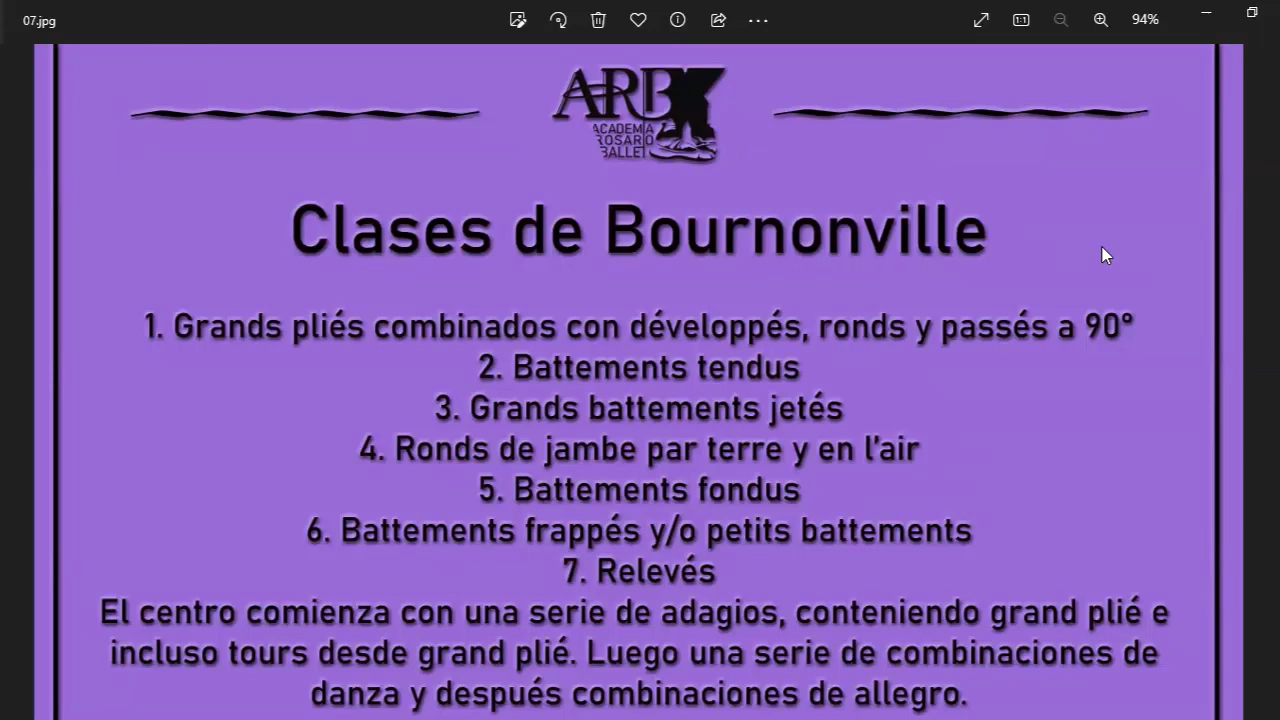 07.jpg
1:1
94%
ARB
ACADEMIA
ROSARIO
BALLET
Clases de Bournonville
1. Grands pliés combinados con développés, ronds y passés a 90°
2. Battements tendus
3. Grands battements jetés
4. Ronds de jambe par terre y en l’air
5. Battements fondus
6. Battements frappés y/o petits battements
7. Relevés
El centro comienza con una serie de adagios, conteniendo grand plié e
incluso tours desde grand plié. Luego una serie de combinaciones de
danza y después combinaciones de allegro.